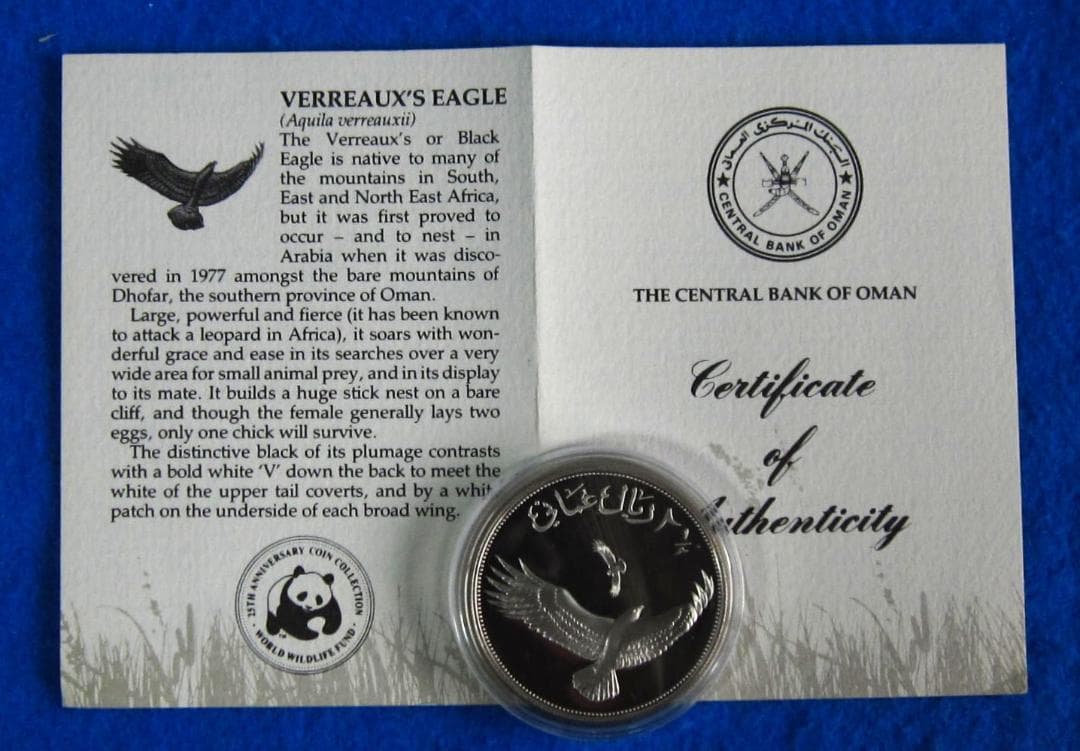 VERREAUX'S EAGLE
(Aquila verreauxii)
The Verreaux's or Black
Eagle is native to many of
the mountains in South,
East and North East Africa,
but it was first proved to
occur – and to nest – in
Arabia when it was disco-
vered in 1977 amongst the bare mountains of
Dhofar, the southern province of Oman.
Large, powerful and fierce (it has been known
to attack a leopard in Africa), it soars with won-
derful grace and ease in its searches over a very
wide area for small animal prey, and in its display
to its mate. It builds a huge stick nest on a bare
cliff, and though the female generally lays two
eggs, only one chick will survive.
The distinctive black of its plumage contrasts
with a bold white 'V' down the back to meet the
white of the upper tail coverts, and by a white
patch on the underside of each broad wing.
25TH ANNIVERSARY COIN COLLECTION
· WORLD WILDLIFE FUND ·
البنك المركزى العمانى
★ CENTRAL BANK OF OMAN ★
THE CENTRAL BANK OF OMAN
Certificate
of
Authenticity
ريال عماني